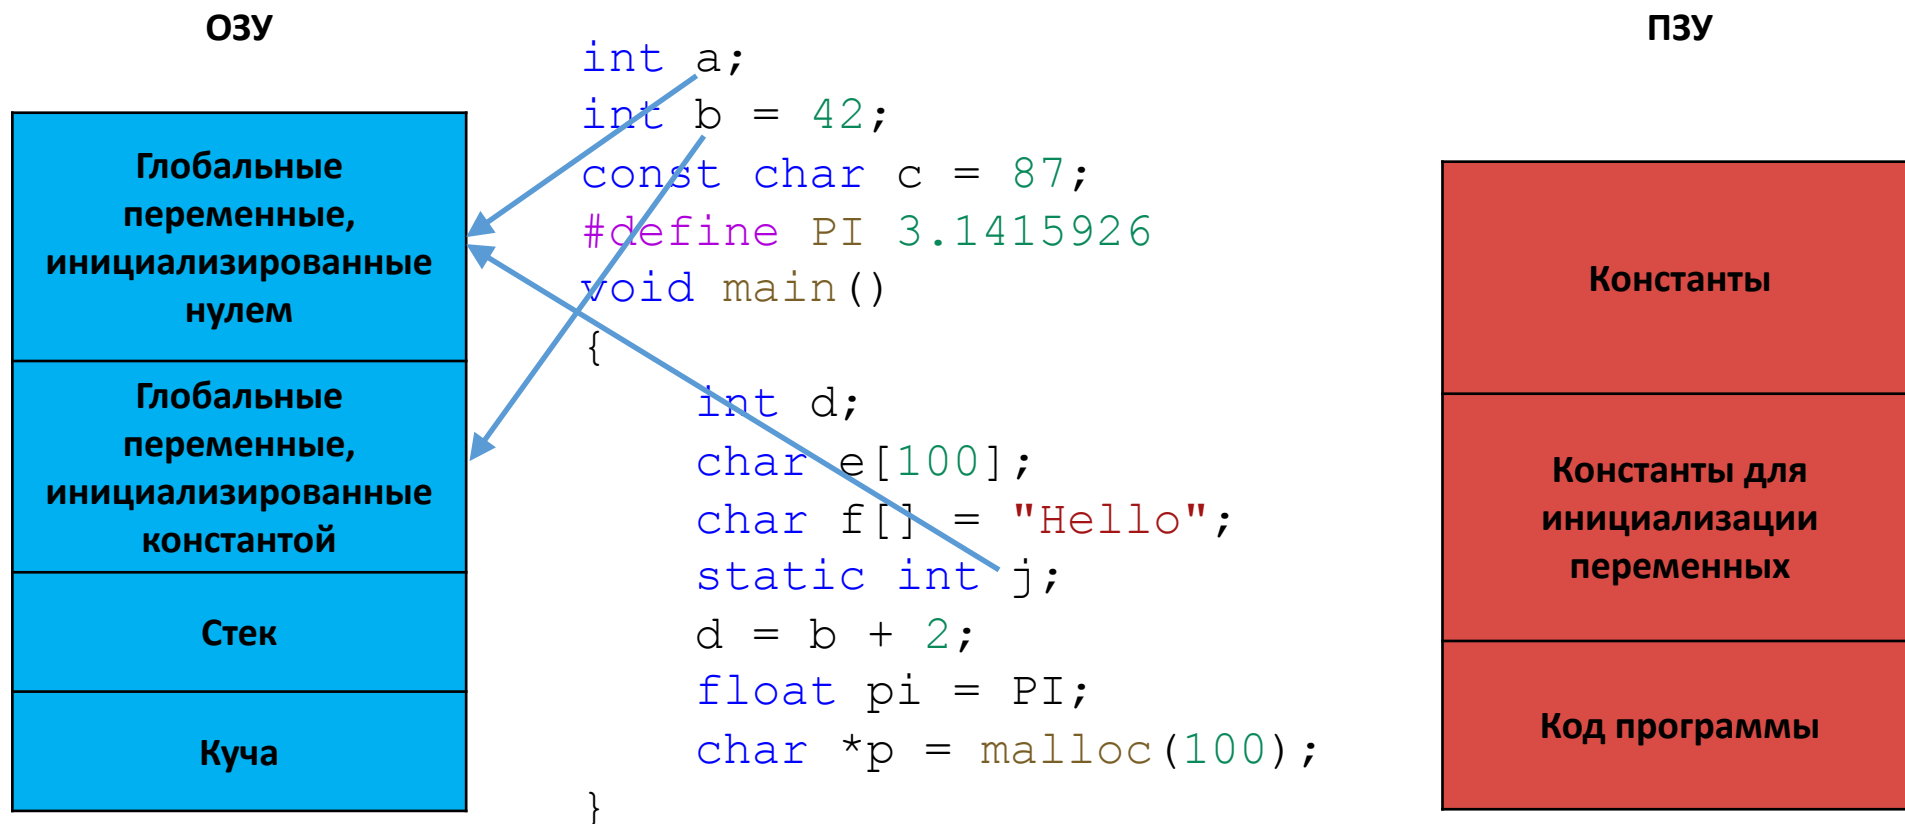 ОЗУ
Глобальные
переменные,
инициализированные
нулем
Глобальные
переменные,
инициализированные
константой
Стек
Куча
int a;
int b = 42;
const char c = 87;
#define PI 3.1415926
void main()
{
    int d;
    char e[100];
    char f[] = "Hello";
    static int j;
    d = b + 2;
    float pi = PI;
    char *p = malloc(100);
}
ПЗУ
Константы
Константы для
инициализации
переменных
Код программы